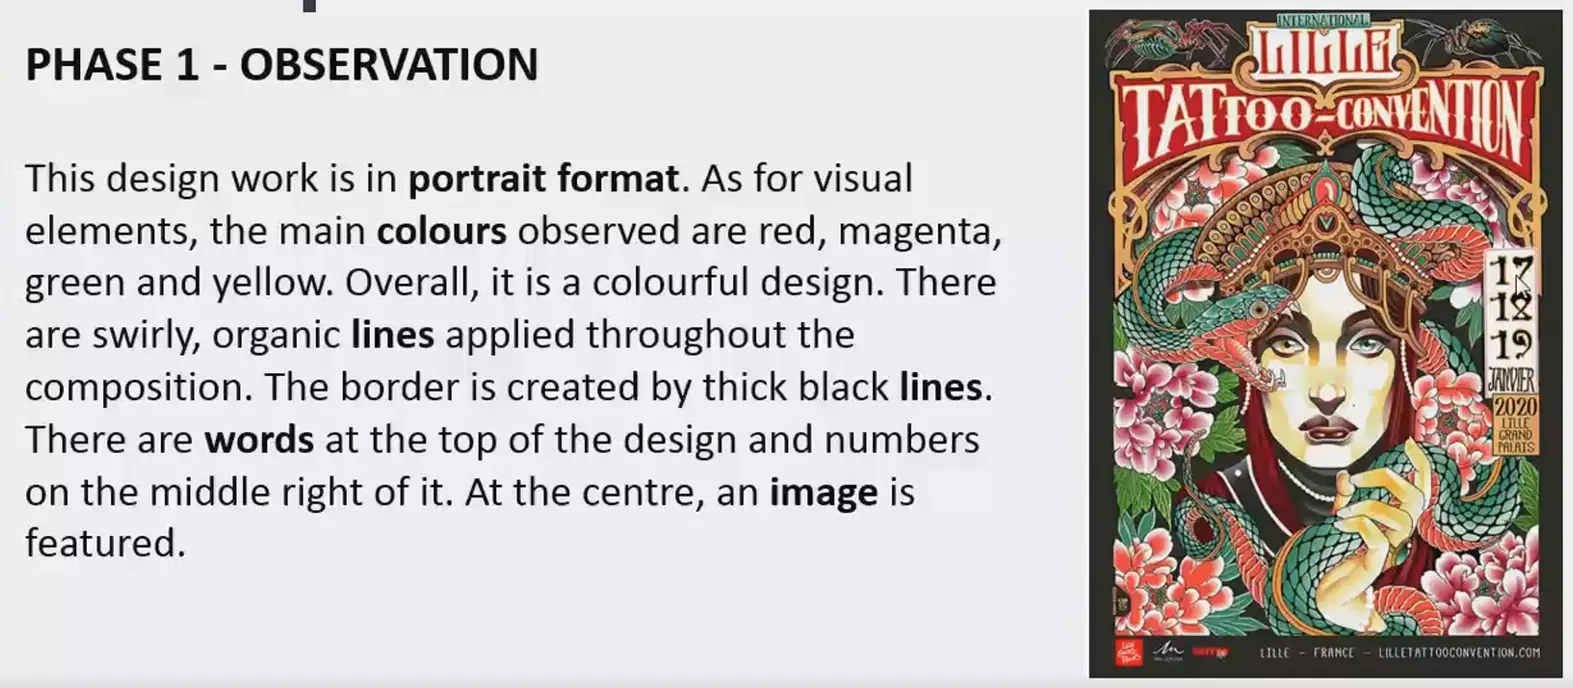 PHASE 1 - OBSERVATION
This design work is in portrait format. As for visual
elements, the main colours observed are red, magenta,
green and yellow. Overall, it is a colourful design. There
are swirly, organic lines applied throughout the
composition. The border is created by thick black lines.
There are words at the top of the design and numbers
on the middle right of it. At the centre, an image is
featured.
INTERNATIONAL
LILLE
TATTOO-CONVENTION
17
18
19
JANVIER
2020
LILLE
GRAND
PALAIS
LILLE - FRANCE - LILLETATTOOCONVENTION.COM